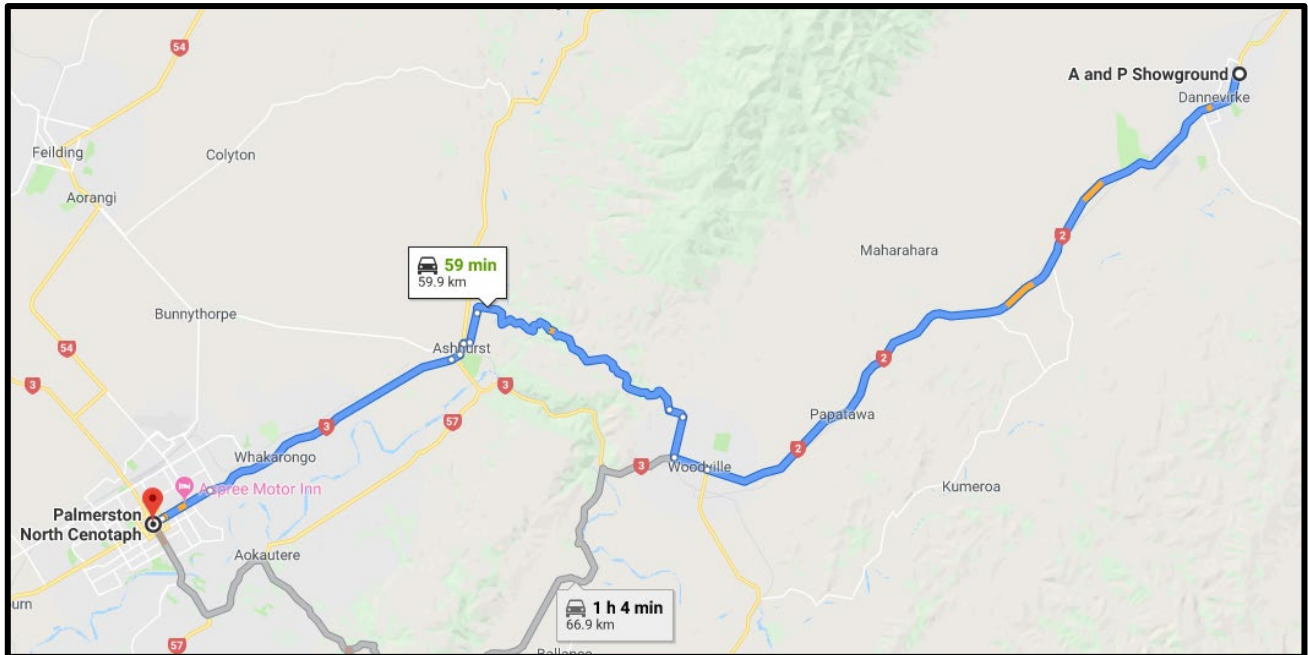 54
A and P Showground
Dannevirke
Feilding
Colyton
Aorangi
2
Maharahara
59 min
59.9 km
Bunnythorpe
Ashhurst
54
2
3
3
57
3
Papatawa
2
Whakarongo
3
Woodville
Aspree Motor Inn
Kumeroa
Palmerston
North Cenotaph
Aokautere
1 h 4 min
66.9 km
urn
57